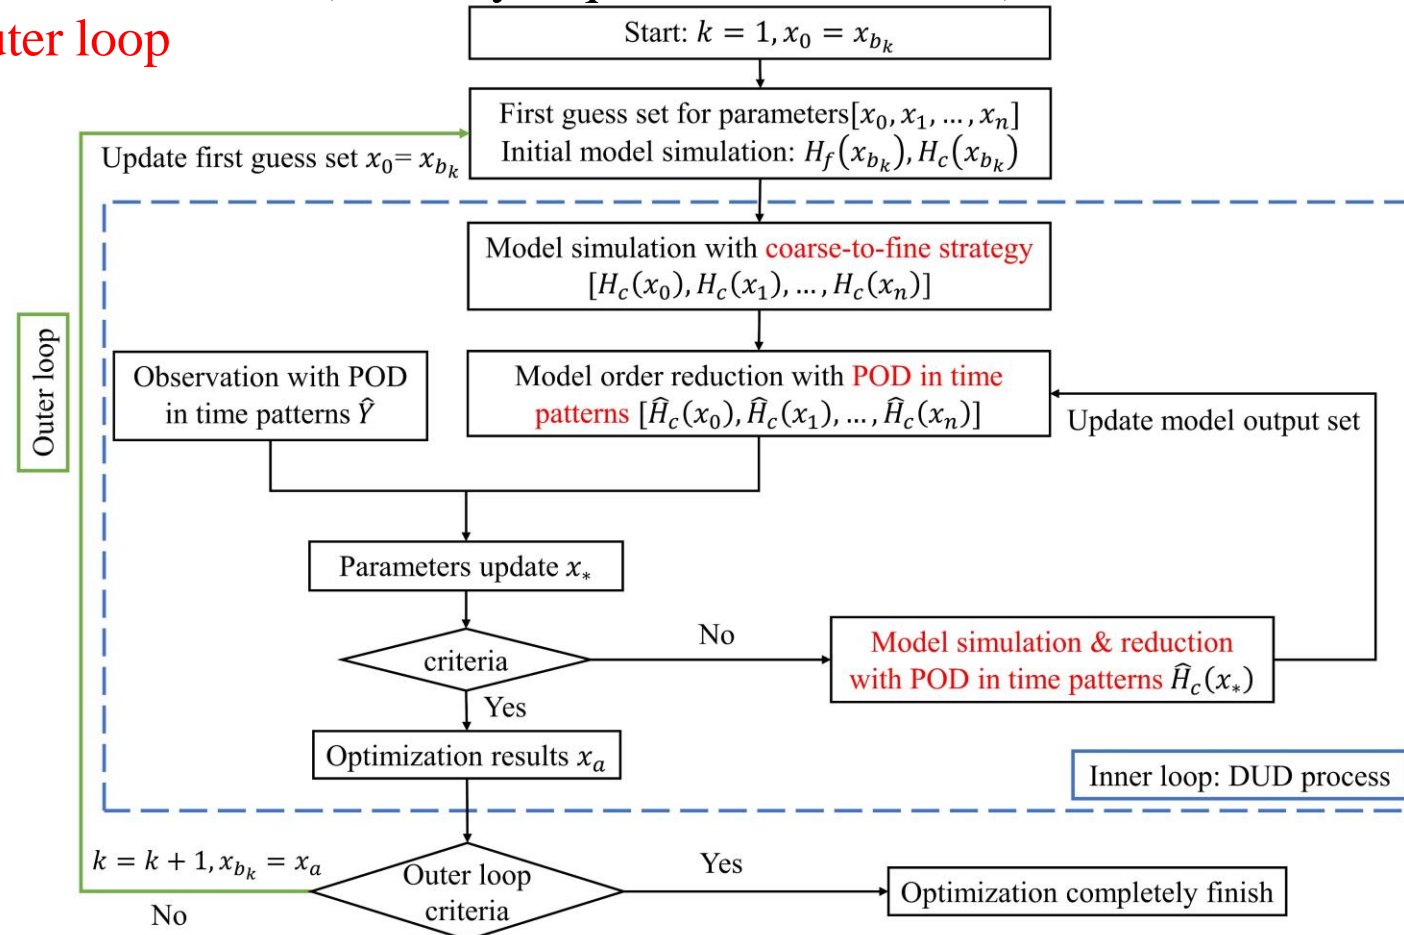 uter loop
Start: k = 1, x₀ = x_{b_k}
First guess set for parameters[x₀, x₁, ..., xₙ]
Initial model simulation: H_f(x_{b_k}), H_c(x_{b_k})
Update first guess set x₀= x_{b_k}
Model simulation with coarse-to-fine strategy
[H_c(x₀), H_c(x₁), ..., H_c(xₙ)]
Outer loop
Observation with POD
in time patterns Ŷ
Model order reduction with POD in time
patterns [Ĥ_c(x₀), Ĥ_c(x₁), ..., Ĥ_c(xₙ)]
Update model output set
Parameters update x_*
criteria
No
Model simulation & reduction
with POD in time patterns Ĥ_c(x_*)
Yes
Optimization results x_a
Inner loop: DUD process
k = k + 1, x_{b_k} = x_a
No
Outer loop
criteria
Yes
Optimization completely finish